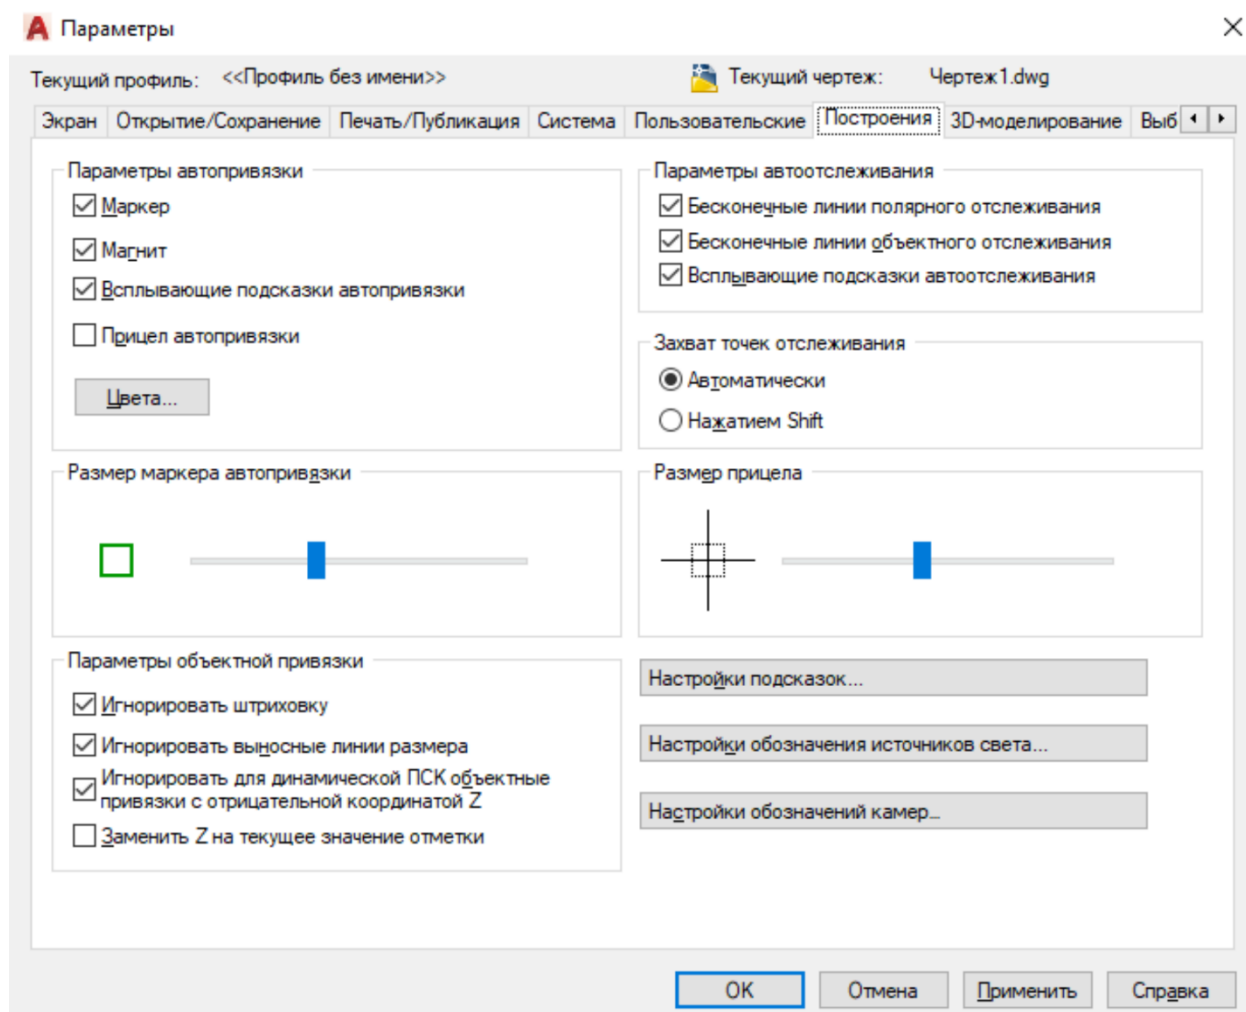 Параметры
Текущий профиль: <<Профиль без имени>> Текущий чертеж: Чертеж1.dwg
Экран Открытие/Сохранение Печать/Публикация Система Пользовательские Построения 3D-моделирование Выб
Параметры автопривязки
Маркер
Магнит
Всплывающие подсказки автопривязки
Прицел автопривязки
Цвета...
Параметры автоотслеживания
Бесконечные линии полярного отслеживания
Бесконечные линии объектного отслеживания
Всплывающие подсказки автоотслеживания
Захват точек отслеживания
Автоматически
Нажатием Shift
Размер маркера автопривязки
Размер прицела
Параметры объектной привязки
Игнорировать штриховку
Игнорировать выносные линии размера
Игнорировать для динамической ПСК объектные
привязки с отрицательной координатой Z
Заменить Z на текущее значение отметки
Настройки подсказок...
Настройки обозначения источников света...
Настройки обозначений камер...
OK Отмена Применить Справка